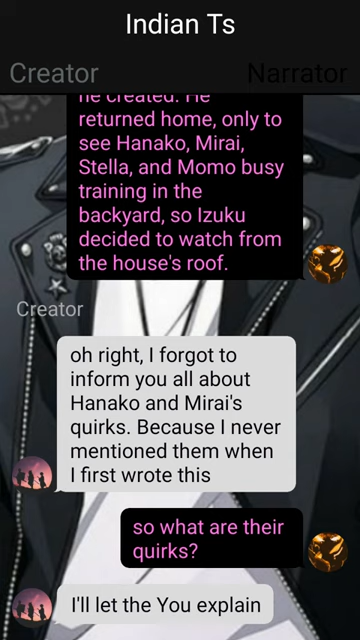 Indian Ts
Creator
Narrator
he created. He
returned home, only to
see Hanako, Mirai,
Stella, and Momo busy
training in the
backyard, so Izuku
decided to watch from
the house's roof.
Creator
oh right, I forgot to
inform you all about
Hanako and Mirai's
quirks. Because I never
mentioned them when
I first wrote this
so what are their
quirks?
I'll let the You explain